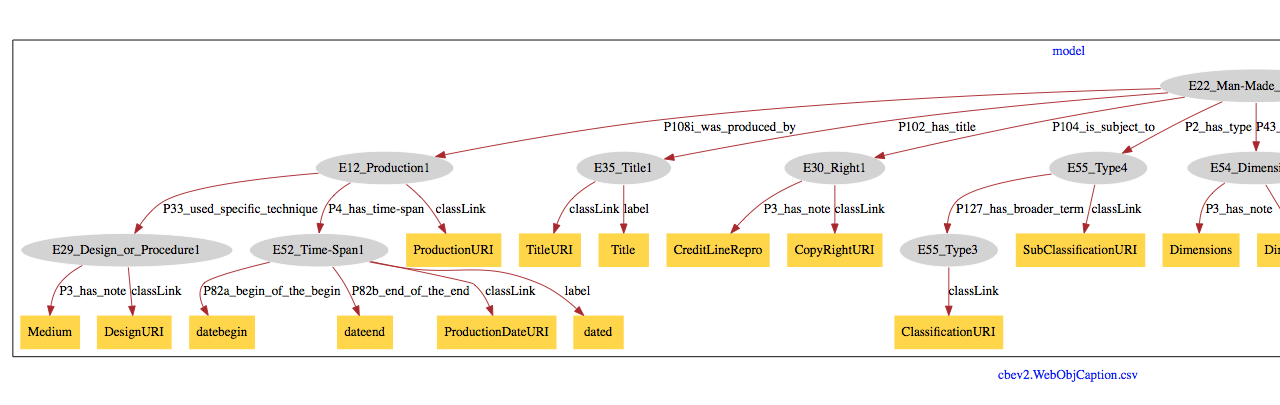 model
E22_Man-Made_
P108i_was_produced_by
P102_has_title
P104_is_subject_to
P2_has_type
P43_
E12_Production1
E35_Title1
E30_Right1
E55_Type4
E54_Dimensi
P33_used_specific_technique
P4_has_time-span
classLink
classLink
label
P3_has_note
classLink
P127_has_broader_term
classLink
P3_has_note
E29_Design_or_Procedure1
E52_Time-Span1
ProductionURI
TitleURI
Title
CreditLineRepro
CopyRightURI
E55_Type3
SubClassificationURI
Dimensions
Dir
P3_has_note
classLink
P82a_begin_of_the_begin
P82b_end_of_the_end
classLink
label
classLink
Medium
DesignURI
datebegin
dateend
ProductionDateURI
dated
ClassificationURI
cbev2.WebObjCaption.csv